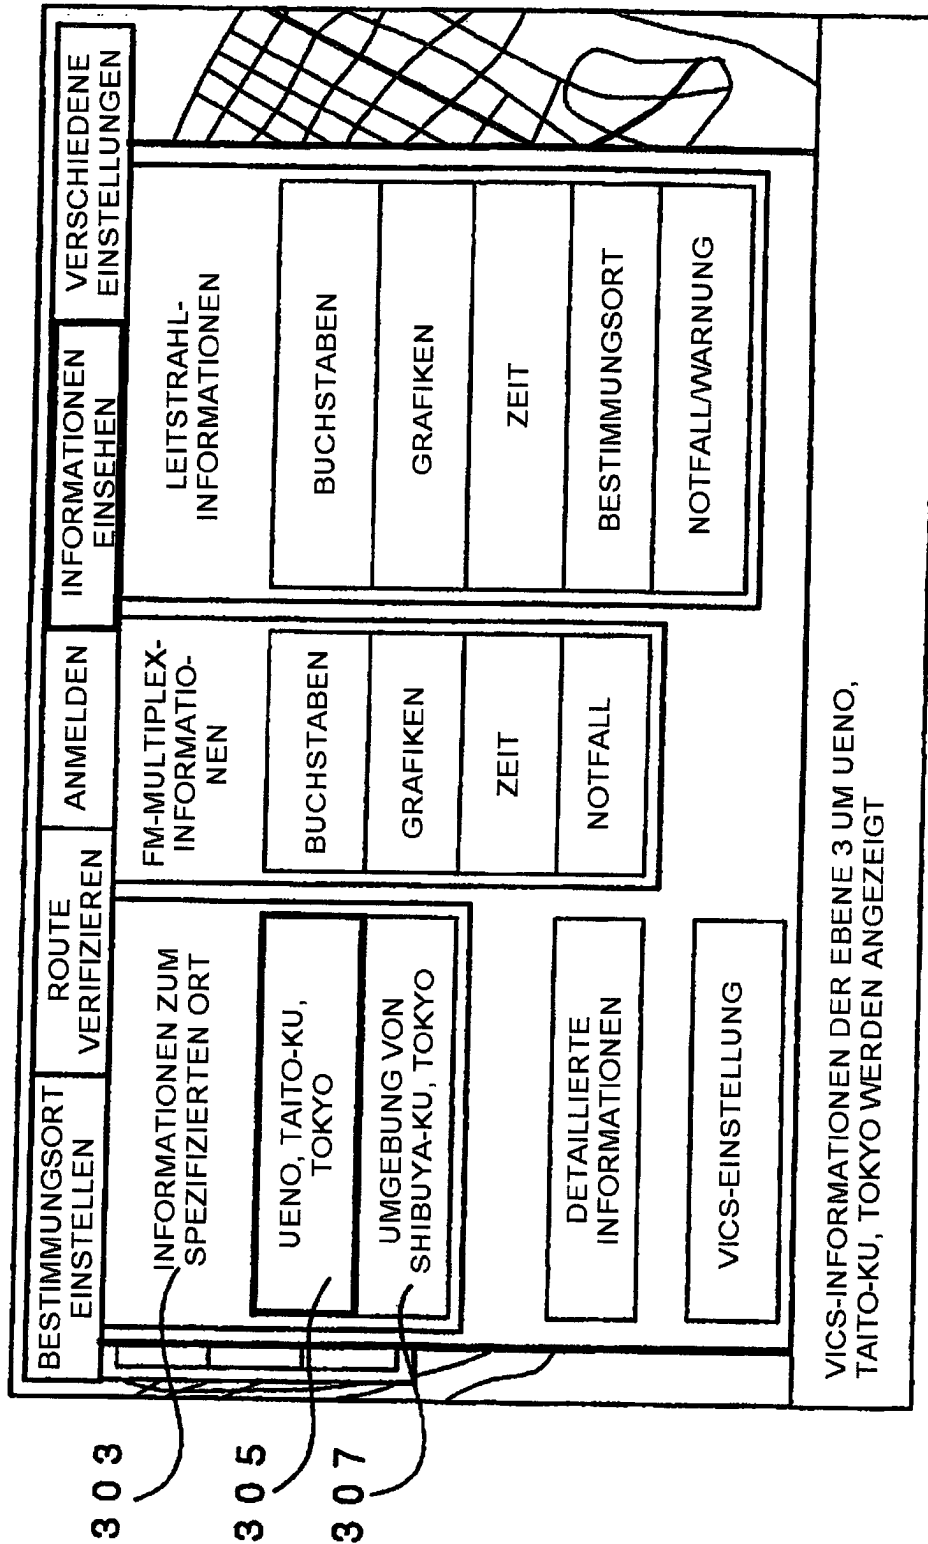 BESTIMMUNGSORT
EINSTELLEN
ROUTE
VERIFIZIEREN
ANMELDEN
INFORMATIONEN
EINSEHEN
VERSCHIEDENE
EINSTELLUNGEN
INFORMATIONEN ZUM
SPEZIFIZIERTEN ORT
UENO, TAITO-KU,
TOKYO
UMGEBUNG VON
SHIBUYA-KU, TOKYO
DETAILLIERTE
INFORMATIONEN
VICS-EINSTELLUNG
FM-MULTIPLEX-
INFORMATIO-
NEN
BUCHSTABEN
GRAFIKEN
ZEIT
NOTFALL
LEITSTRAHL-
INFORMATIONEN
BUCHSTABEN
GRAFIKEN
ZEIT
BESTIMMUNGSORT
NOTFALL/WARNUNG
VICS-INFORMATIONEN DER EBENE 3 UM UENO,
TAITO-KU, TOKYO WERDEN ANGEZEIGT
303
305
307